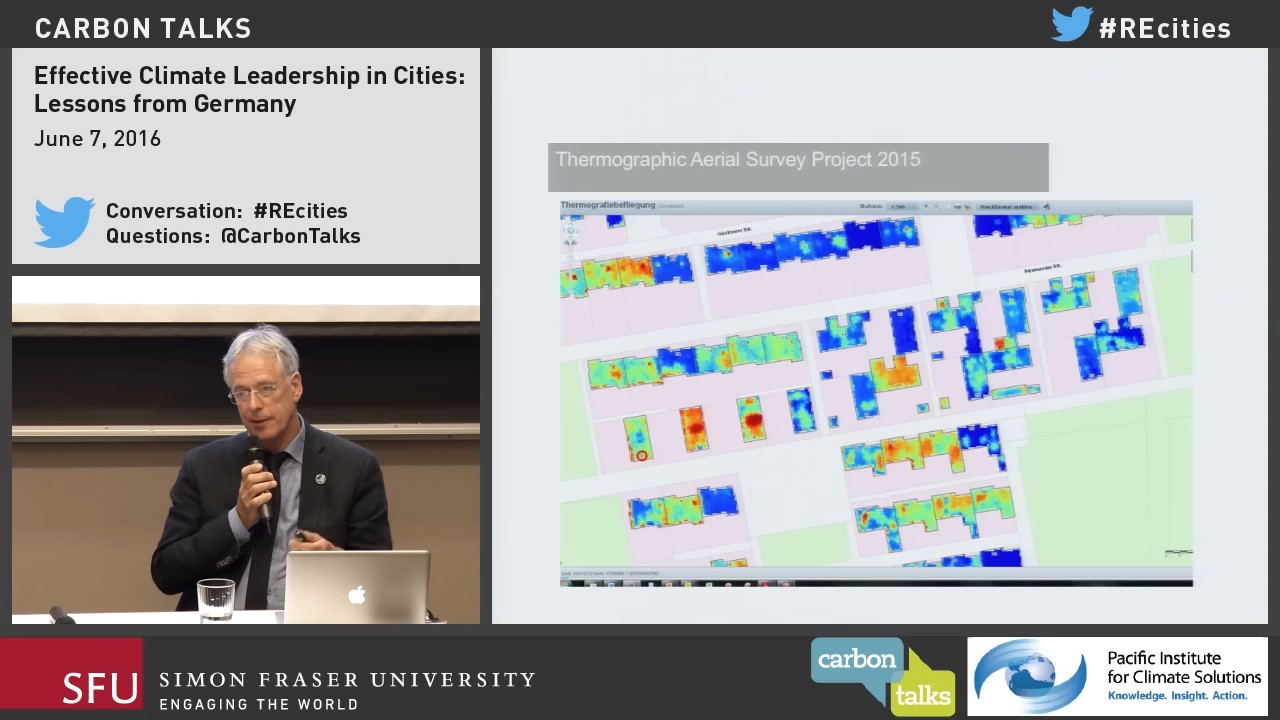 CARBON TALKS
#REcities
Effective Climate Leadership in Cities:
Lessons from Germany
June 7, 2016
Conversation: #REcities
Questions: @CarbonTalks
Thermographic Aerial Survey Project 2015
Thermografiebefliegung
SFU
SIMON FRASER UNIVERSITY
ENGAGING THE WORLD
carbon
talks
Pacific Institute
for Climate Solutions
Knowledge. Insight. Action.